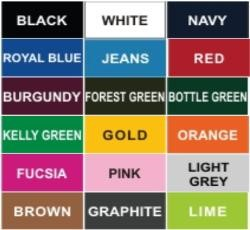 BLACK WHITE NAVY
ROYAL BLUE JEANS RED
BURGUNDY FOREST GREEN BOTTLE GREEN
KELLY GREEN GOLD ORANGE
FUCSIA PINK LIGHT GREY
BROWN GRAPHITE LIME